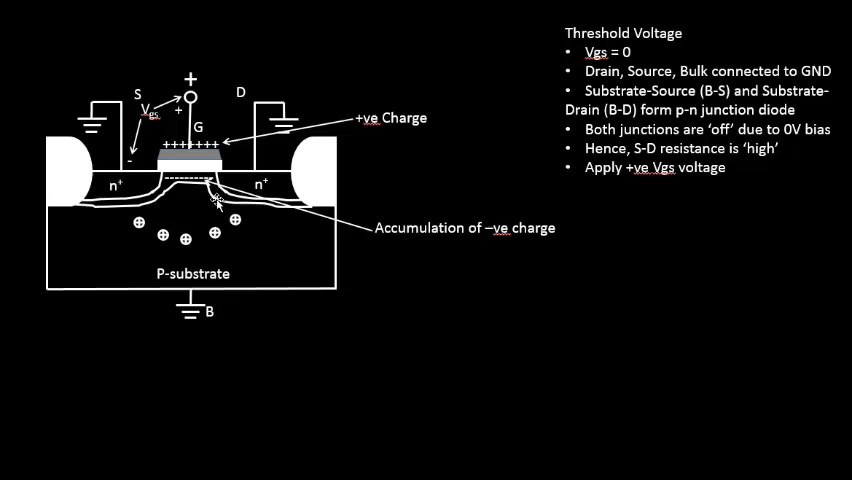 Threshold Voltage
• Vgs = 0
• Drain, Source, Bulk connected to GND
• Substrate-Source (B-S) and Substrate-
Drain (B-D) form p-n junction diode
• Both junctions are ‘off’ due to 0V bias
• Hence, S-D resistance is ‘high’
• Apply +ve Vgs voltage
+
S
D
Vgs
+
G
+ve Charge
+++++++
-
n+
n+
Accumulation of –ve charge
P-substrate
B